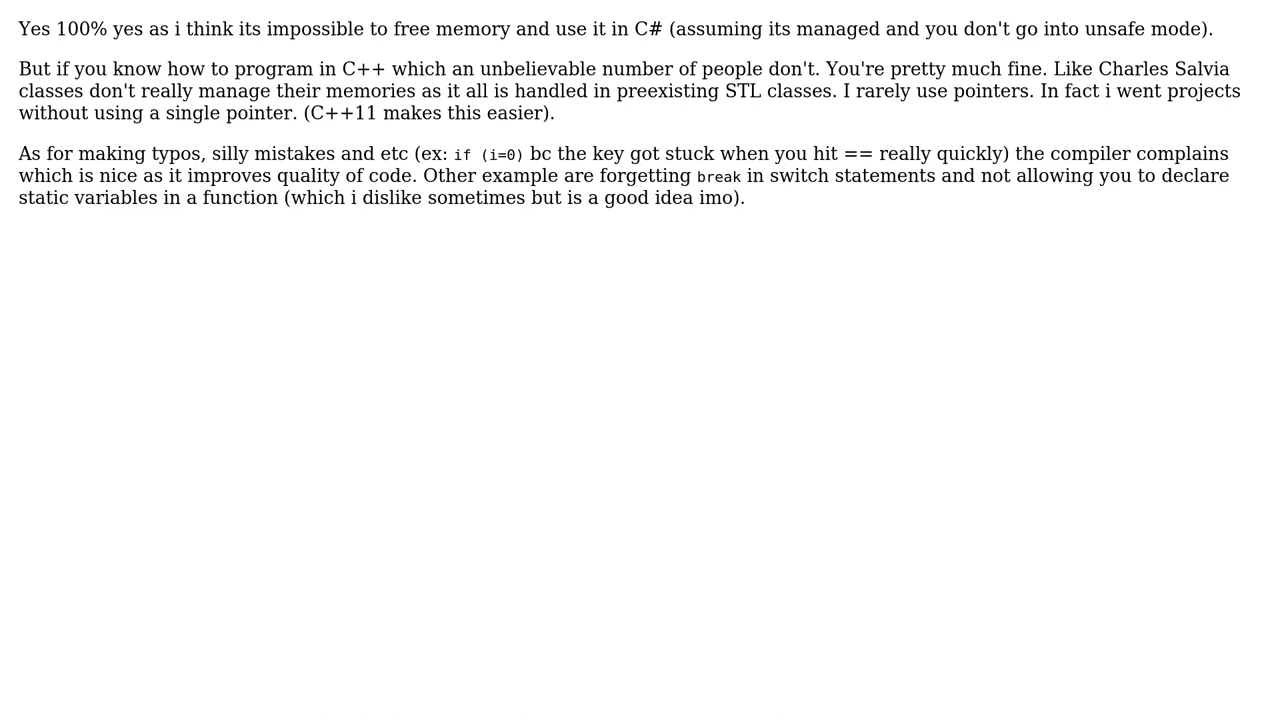 Yes 100% yes as i think its impossible to free memory and use it in C# (assuming its managed and you don't go into unsafe mode).
But if you know how to program in C++ which an unbelievable number of people don't. You're pretty much fine. Like Charles Salvia
classes don't really manage their memories as it all is handled in preexisting STL classes. I rarely use pointers. In fact i went projects
without using a single pointer. (C++11 makes this easier).
As for making typos, silly mistakes and etc (ex: if (i=0) bc the key got stuck when you hit == really quickly) the compiler complains
which is nice as it improves quality of code. Other example are forgetting break in switch statements and not allowing you to declare
static variables in a function (which i dislike sometimes but is a good idea imo).